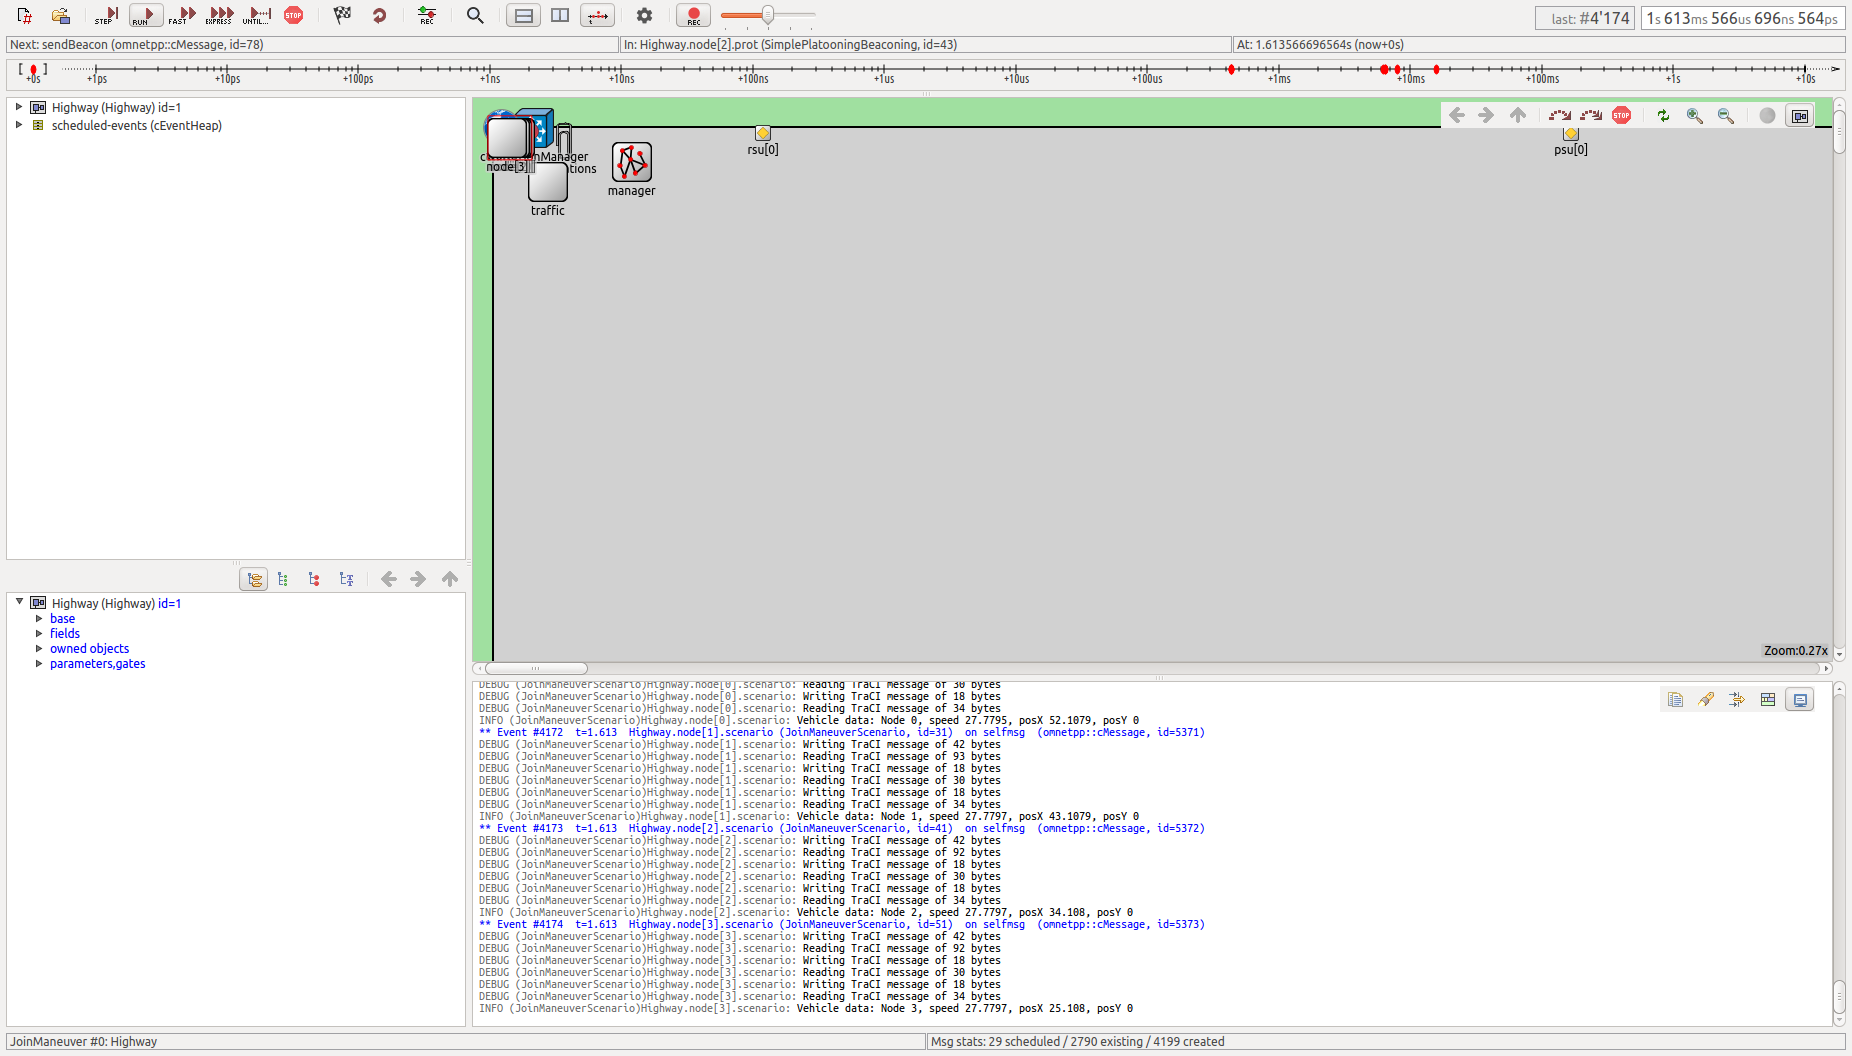 STEP RUN FAST EXPRESS UNTIL... STOP REC REC
last: #4'174 1s 613ms 566us 696ns 564ps
Next: sendBeacon (omnetpp::cMessage, id=78) In: Highway.node[2].prot (SimplePlatooningBeaconing, id=43) At: 1.613566696564s (now+0s)
+0s +1ps +10ps +100ps +1ns +10ns +100ns +1us +10us +100us +1ms +10ms +100ms +1s +10s
Highway (Highway) id=1
scheduled-events (cEventHeap)
STOP
node[3]
traffic
manager
rsu[0]
psu[0]
Zoom:0.27x
Highway (Highway) id=1
base
fields
owned objects
parameters,gates
DEBUG (JoinManeuverScenario)Highway.node[0].scenario: Reading TraCI message of 30 bytes
DEBUG (JoinManeuverScenario)Highway.node[0].scenario: Writing TraCI message of 18 bytes
DEBUG (JoinManeuverScenario)Highway.node[0].scenario: Reading TraCI message of 34 bytes
INFO (JoinManeuverScenario)Highway.node[0].scenario: Vehicle data: Node 0, speed 27.7795, posX 52.1079, posY 0
** Event #4172 t=1.613 Highway.node[1].scenario (JoinManeuverScenario, id=31) on selfmsg (omnetpp::cMessage, id=5371)
DEBUG (JoinManeuverScenario)Highway.node[1].scenario: Writing TraCI message of 42 bytes
DEBUG (JoinManeuverScenario)Highway.node[1].scenario: Reading TraCI message of 93 bytes
DEBUG (JoinManeuverScenario)Highway.node[1].scenario: Writing TraCI message of 18 bytes
DEBUG (JoinManeuverScenario)Highway.node[1].scenario: Reading TraCI message of 30 bytes
DEBUG (JoinManeuverScenario)Highway.node[1].scenario: Writing TraCI message of 18 bytes
DEBUG (JoinManeuverScenario)Highway.node[1].scenario: Reading TraCI message of 34 bytes
INFO (JoinManeuverScenario)Highway.node[1].scenario: Vehicle data: Node 1, speed 27.7797, posX 43.1079, posY 0
** Event #4173 t=1.613 Highway.node[2].scenario (JoinManeuverScenario, id=41) on selfmsg (omnetpp::cMessage, id=5372)
DEBUG (JoinManeuverScenario)Highway.node[2].scenario: Writing TraCI message of 42 bytes
DEBUG (JoinManeuverScenario)Highway.node[2].scenario: Reading TraCI message of 92 bytes
DEBUG (JoinManeuverScenario)Highway.node[2].scenario: Writing TraCI message of 18 bytes
DEBUG (JoinManeuverScenario)Highway.node[2].scenario: Reading TraCI message of 30 bytes
DEBUG (JoinManeuverScenario)Highway.node[2].scenario: Writing TraCI message of 18 bytes
DEBUG (JoinManeuverScenario)Highway.node[2].scenario: Reading TraCI message of 34 bytes
INFO (JoinManeuverScenario)Highway.node[2].scenario: Vehicle data: Node 2, speed 27.7797, posX 34.108, posY 0
** Event #4174 t=1.613 Highway.node[3].scenario (JoinManeuverScenario, id=51) on selfmsg (omnetpp::cMessage, id=5373)
DEBUG (JoinManeuverScenario)Highway.node[3].scenario: Writing TraCI message of 42 bytes
DEBUG (JoinManeuverScenario)Highway.node[3].scenario: Reading TraCI message of 92 bytes
DEBUG (JoinManeuverScenario)Highway.node[3].scenario: Writing TraCI message of 18 bytes
DEBUG (JoinManeuverScenario)Highway.node[3].scenario: Reading TraCI message of 30 bytes
DEBUG (JoinManeuverScenario)Highway.node[3].scenario: Writing TraCI message of 18 bytes
DEBUG (JoinManeuverScenario)Highway.node[3].scenario: Reading TraCI message of 34 bytes
INFO (JoinManeuverScenario)Highway.node[3].scenario: Vehicle data: Node 3, speed 27.7797, posX 25.108, posY 0
JoinManeuver #0: Highway Msg stats: 29 scheduled / 2790 existing / 4199 created